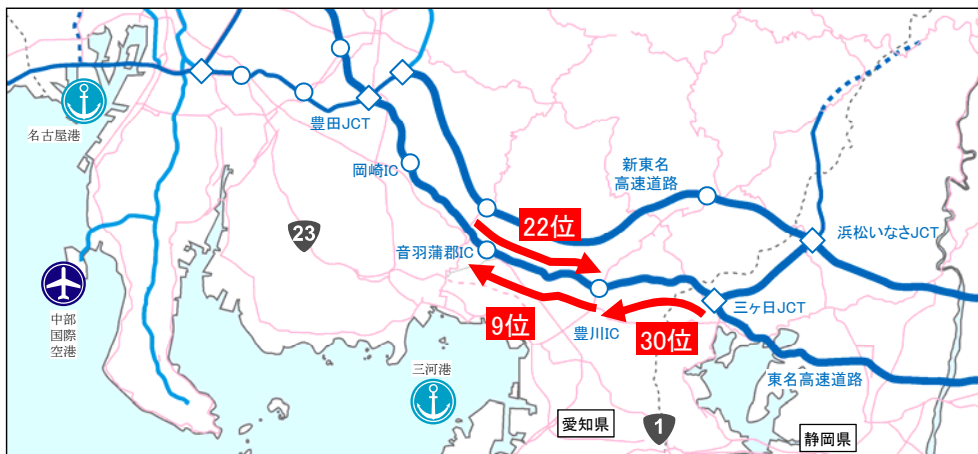 名古屋港
豊田JCT
岡崎IC
新東名
高速道路
22位
23
浜松いなさJCT
音羽蒲郡IC
三ヶ日JCT
9位
豊川IC
30位
中部
国際
空港
三河港
東名高速道路
愛知県
1
静岡県